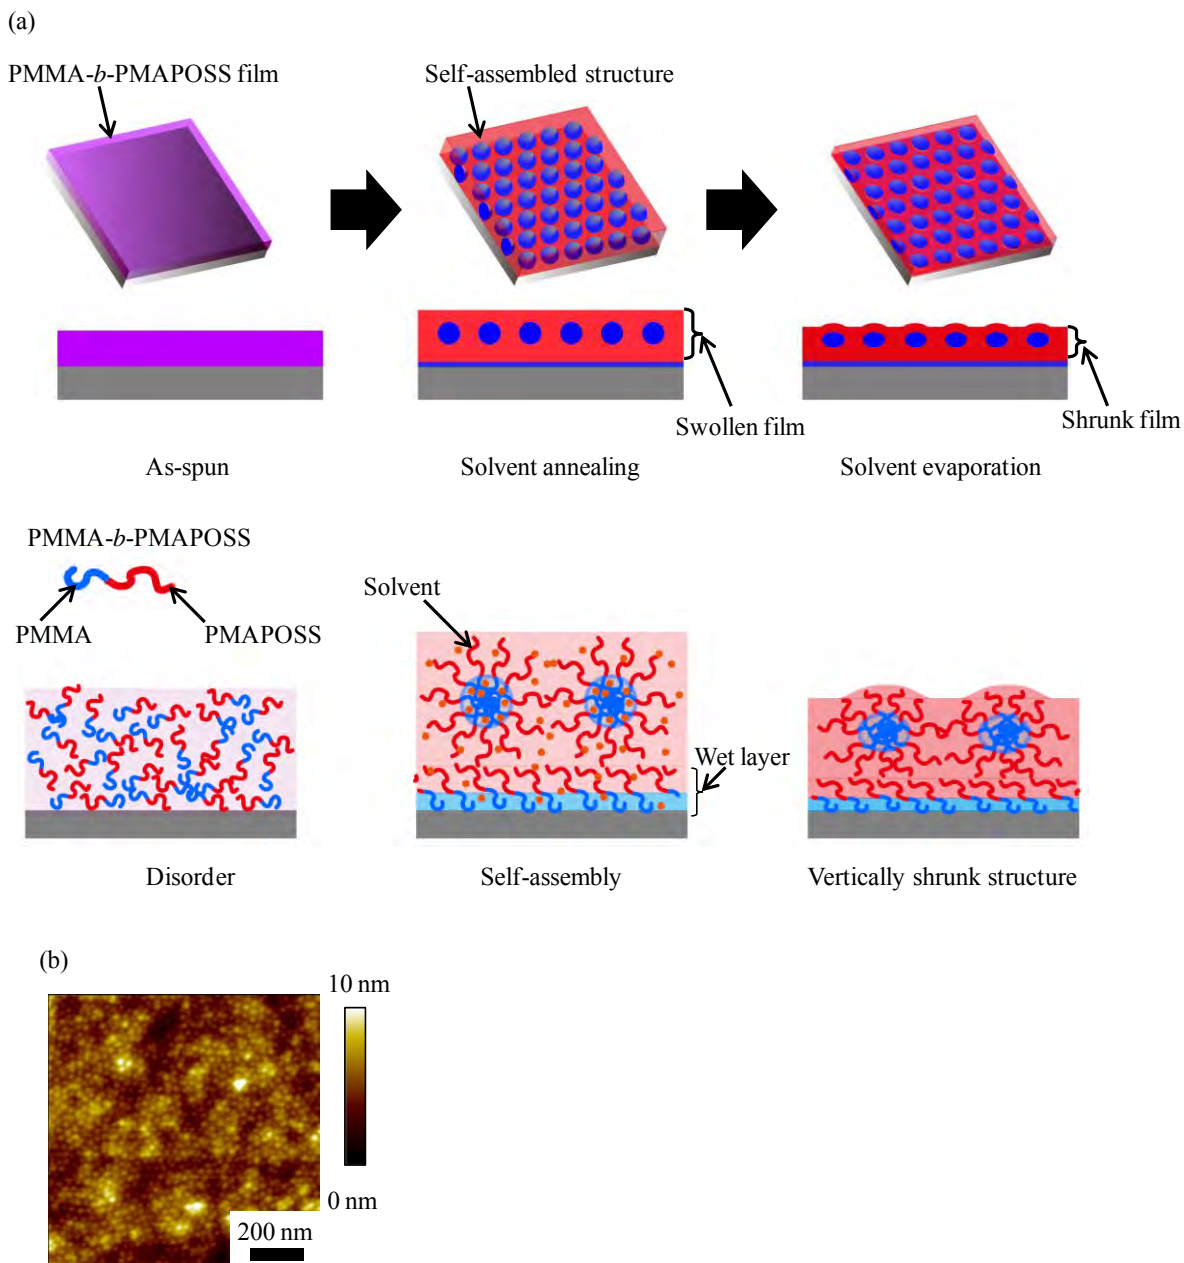 (a)
PMMA-b-PMAPOSS film
Self-assembled structure
Swollen film
Shrunk film
As-spun
Solvent annealing
Solvent evaporation
PMMA-b-PMAPOSS
PMMA
PMAPOSS
Solvent
Wet layer
Disorder
Self-assembly
Vertically shrunk structure
(b)
10 nm
0 nm
200 nm